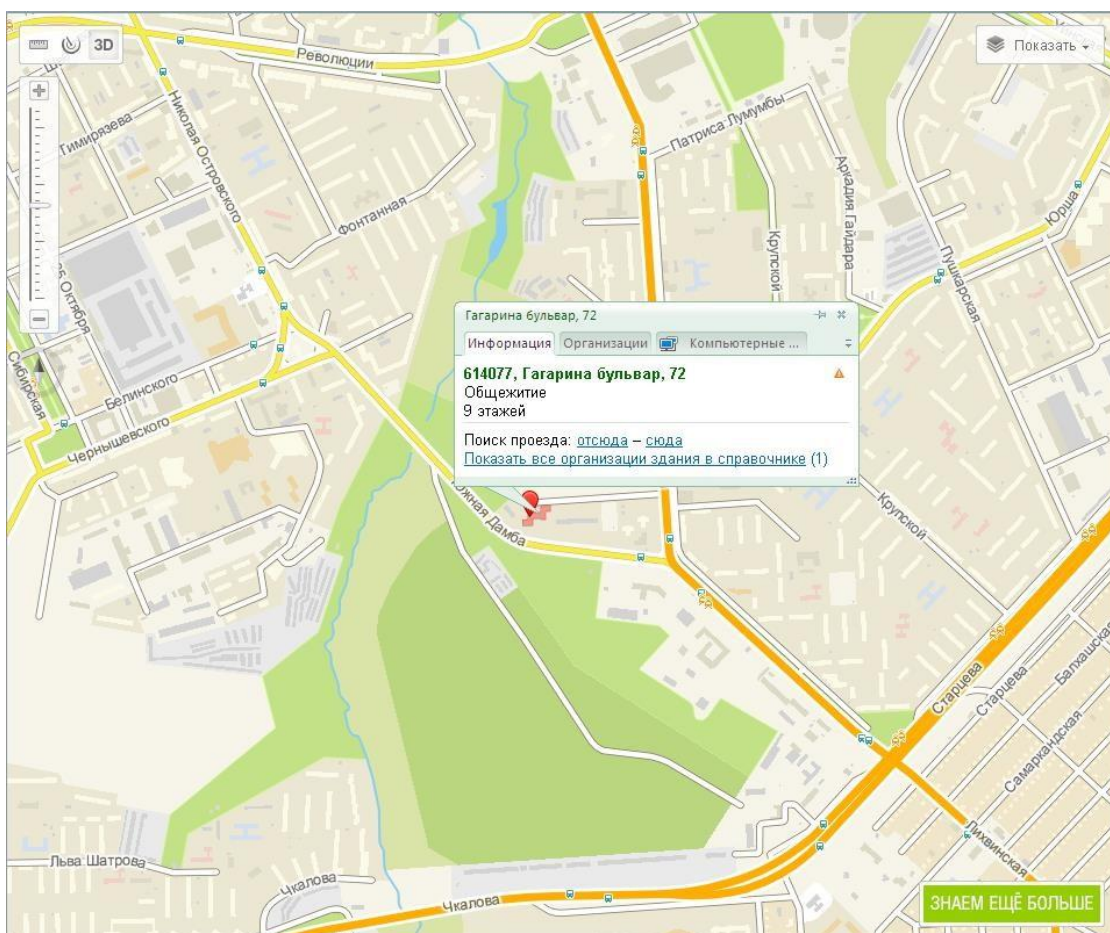 3D
Показать
Революции
Тимирязева
Николая Островского
Фонтанная
Патриса Лумумбы
Аркадия Гайдара
Крупской
Юрша
Пушкарская
25 Октября
Сибирская
Белинского
Чернышевского
Гагарина бульвар, 72
Информация
Организации
Компьютерные ...
614077, Гагарина бульвар, 72
Общежитие
9 этажей
Поиск проезда: отсюда – сюда
Показать все организации здания в справочнике (1)
Южная Дамба
Крупской
Старцева
Старцева
Балхашская
Самаркандская
Лихвинская
Льва Шатрова
Чкалова
Чкалова
ЗНАЕМ ЕЩЁ БОЛЬШЕ